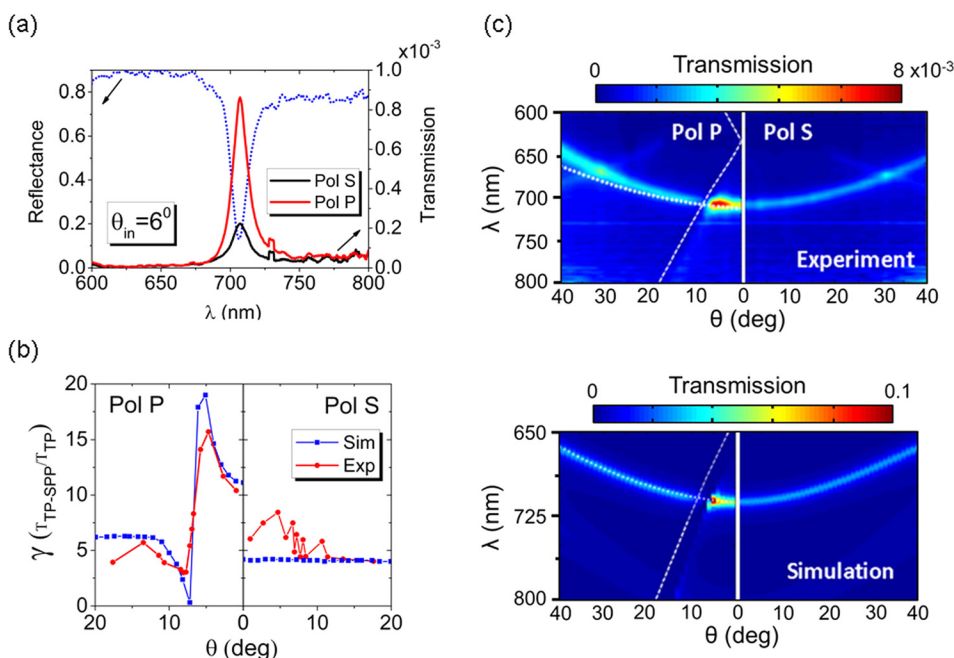 (a)
x10⁻³
Reflectance
0.8
0.6
0.4
0.2
0.0
1.0
0.8
0.6
0.4
0.2
0.0
Transmission
Pol S
Pol P
θin=6⁰
600 650 700 750 800
λ (nm)
(b)
γ (TTP-SPP/TTP)
20
15
10
5
0
Pol P
Pol S
Sim
Exp
20 10 0 10 20
θ (deg)
(c)
Transmission
0 8 x10⁻³
λ (nm)
600
650
700
800
Pol P
Pol S
Experiment
40 30 20 10 0 10 20 30 40
θ (deg)
Transmission
0 0.1
λ (nm)
650
725
800
Simulation
40 30 20 10 0 10 20 30 40
θ (deg)